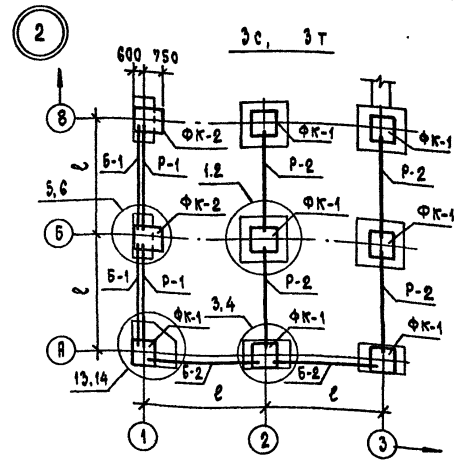 2
3с, 3т
600 750
В
ФК-2
ФК-1
ФК-1
Б-1
Р-1
Р-2
Р-2
5,6
1.2
ℓ
ФК-2
ФК-1
ФК-1
Б
Б-1
Р-1
Р-2
Р-2
ℓ
ФК-1
3,4
ФК-1
ФК-1
А
Б-2
Б-2
13,14
ℓ
ℓ
1
2
3